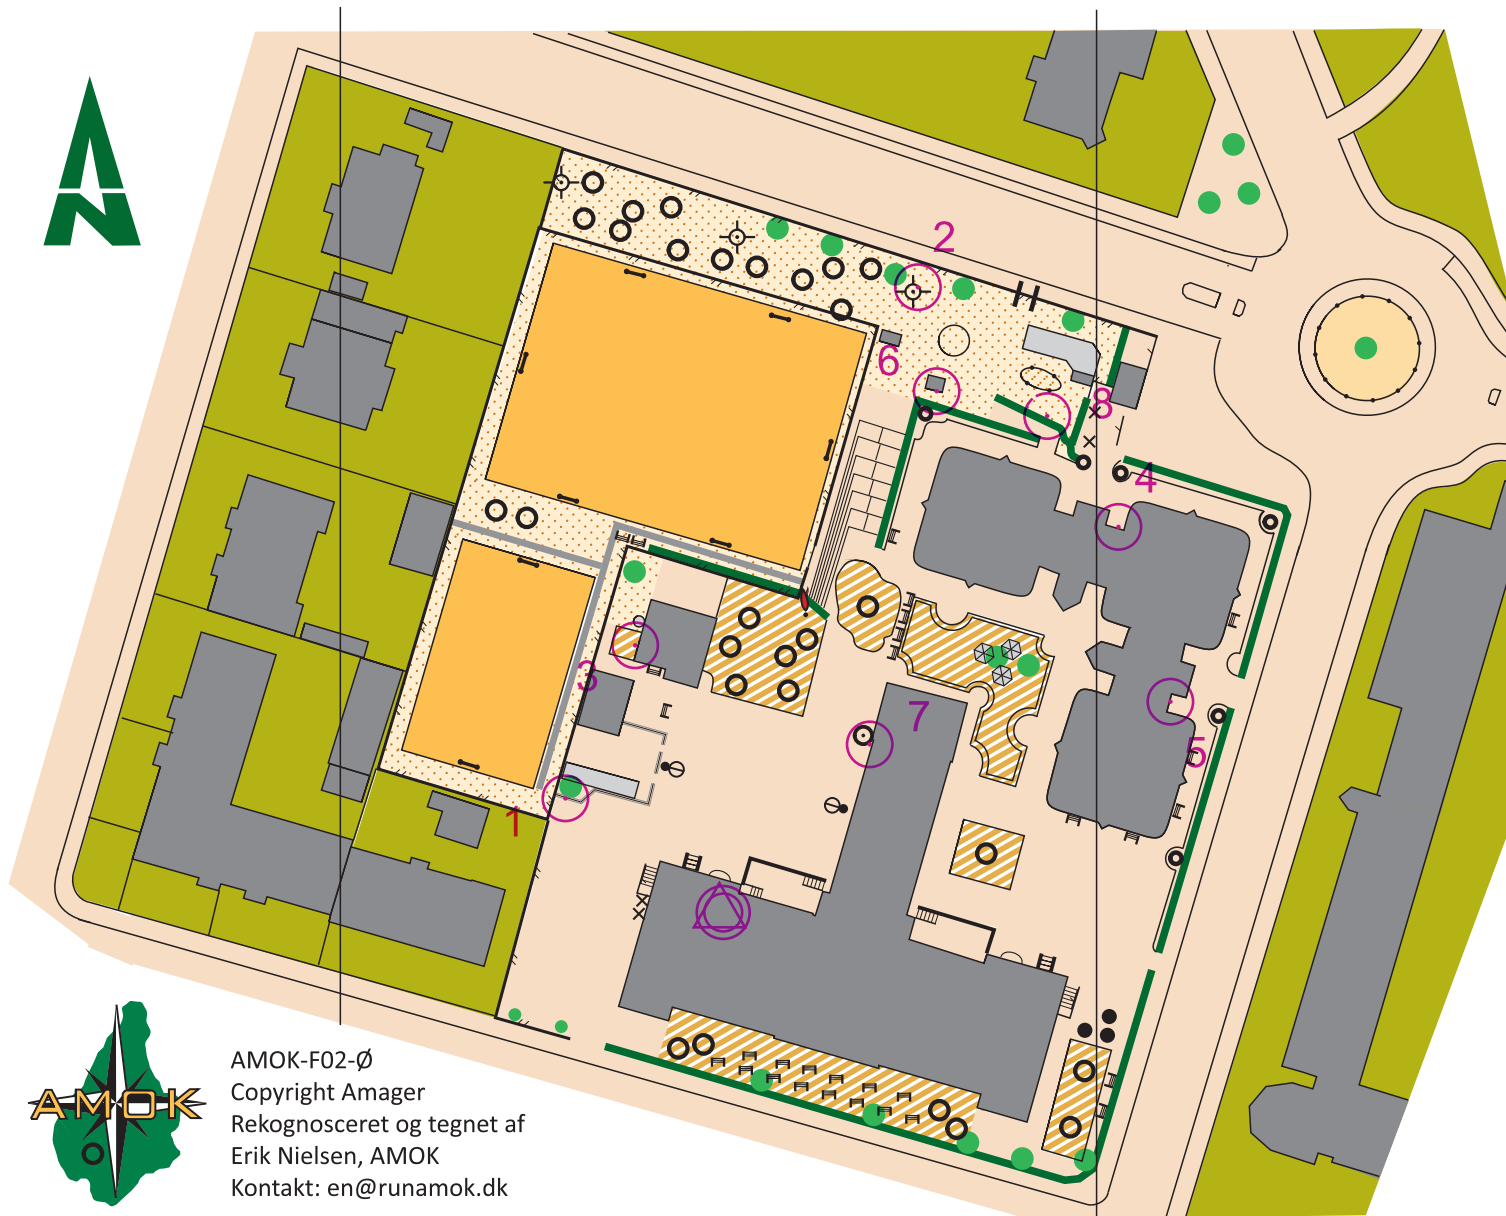 2
6
8
4
3
7
5
1
AMOK
AMOK-F02-Ø
Copyright Amager
Rekognosceret og tegnet af
Erik Nielsen, AMOK
Kontakt: en@runamok.dk